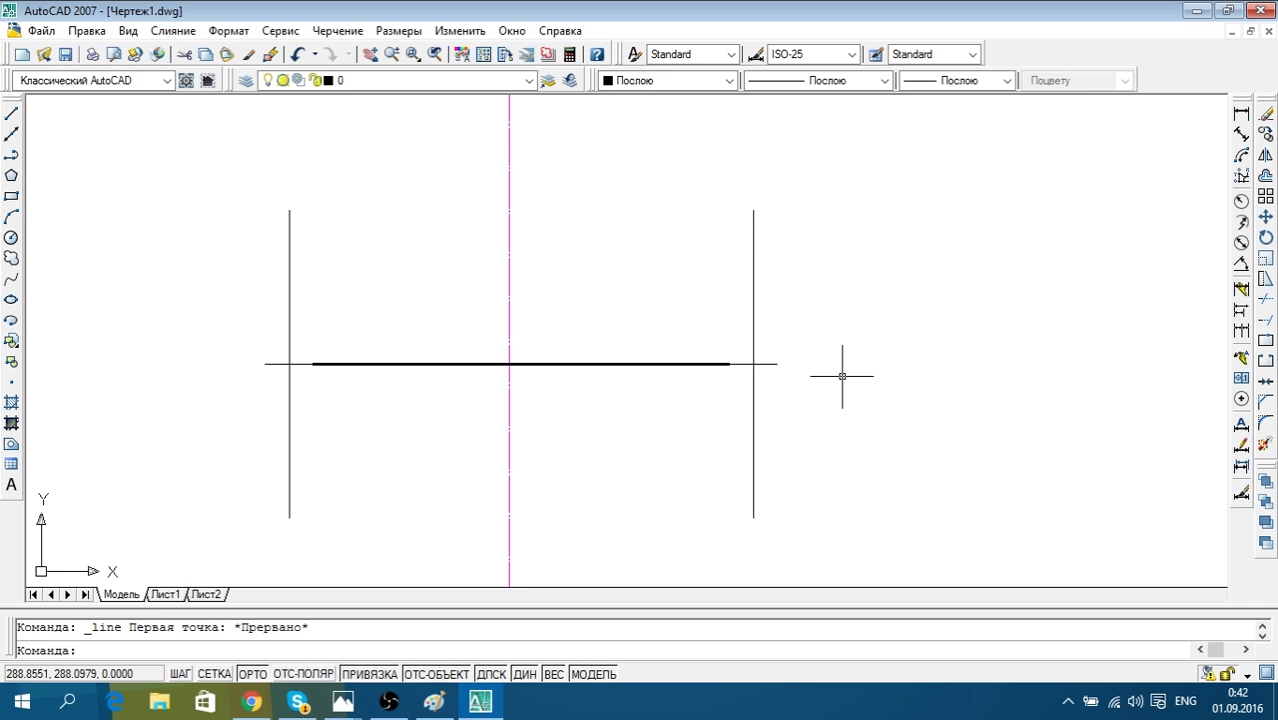 AutoCAD 2007 - [Чертеж1.dwg]
Файл Правка Вид Слияние Формат Сервис Черчение Размеры Изменить Окно Справка
Standard ISO-25 Standard
Классический AutoCAD 0 Послою Послою Послою Поцвету
A
Y
X
Модель Лист1 Лист2
Команда: _line Первая точка: *Прервано*
Команда:
288.8551, 288.0979, 0.0000 ШАГ СЕТКА ОРТО ОТС-ПОЛЯР ПРИВЯЗКА ОТС-ОБЪЕКТ ДПСК ДИН ВЕС МОДЕЛЬ
ENG
0:42
01.09.2016